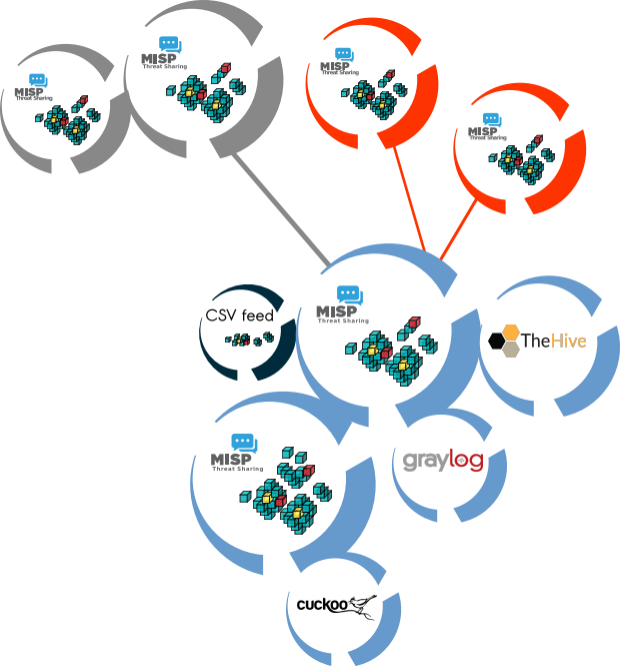 MISP
Threat Sharing
MISP
Threat Sharing
MISP
Threat Sharing
MISP
Threat Sharing
CSV feed
MISP
Threat Sharing
TheHive
MISP
Threat Sharing
graylog
cuckoo